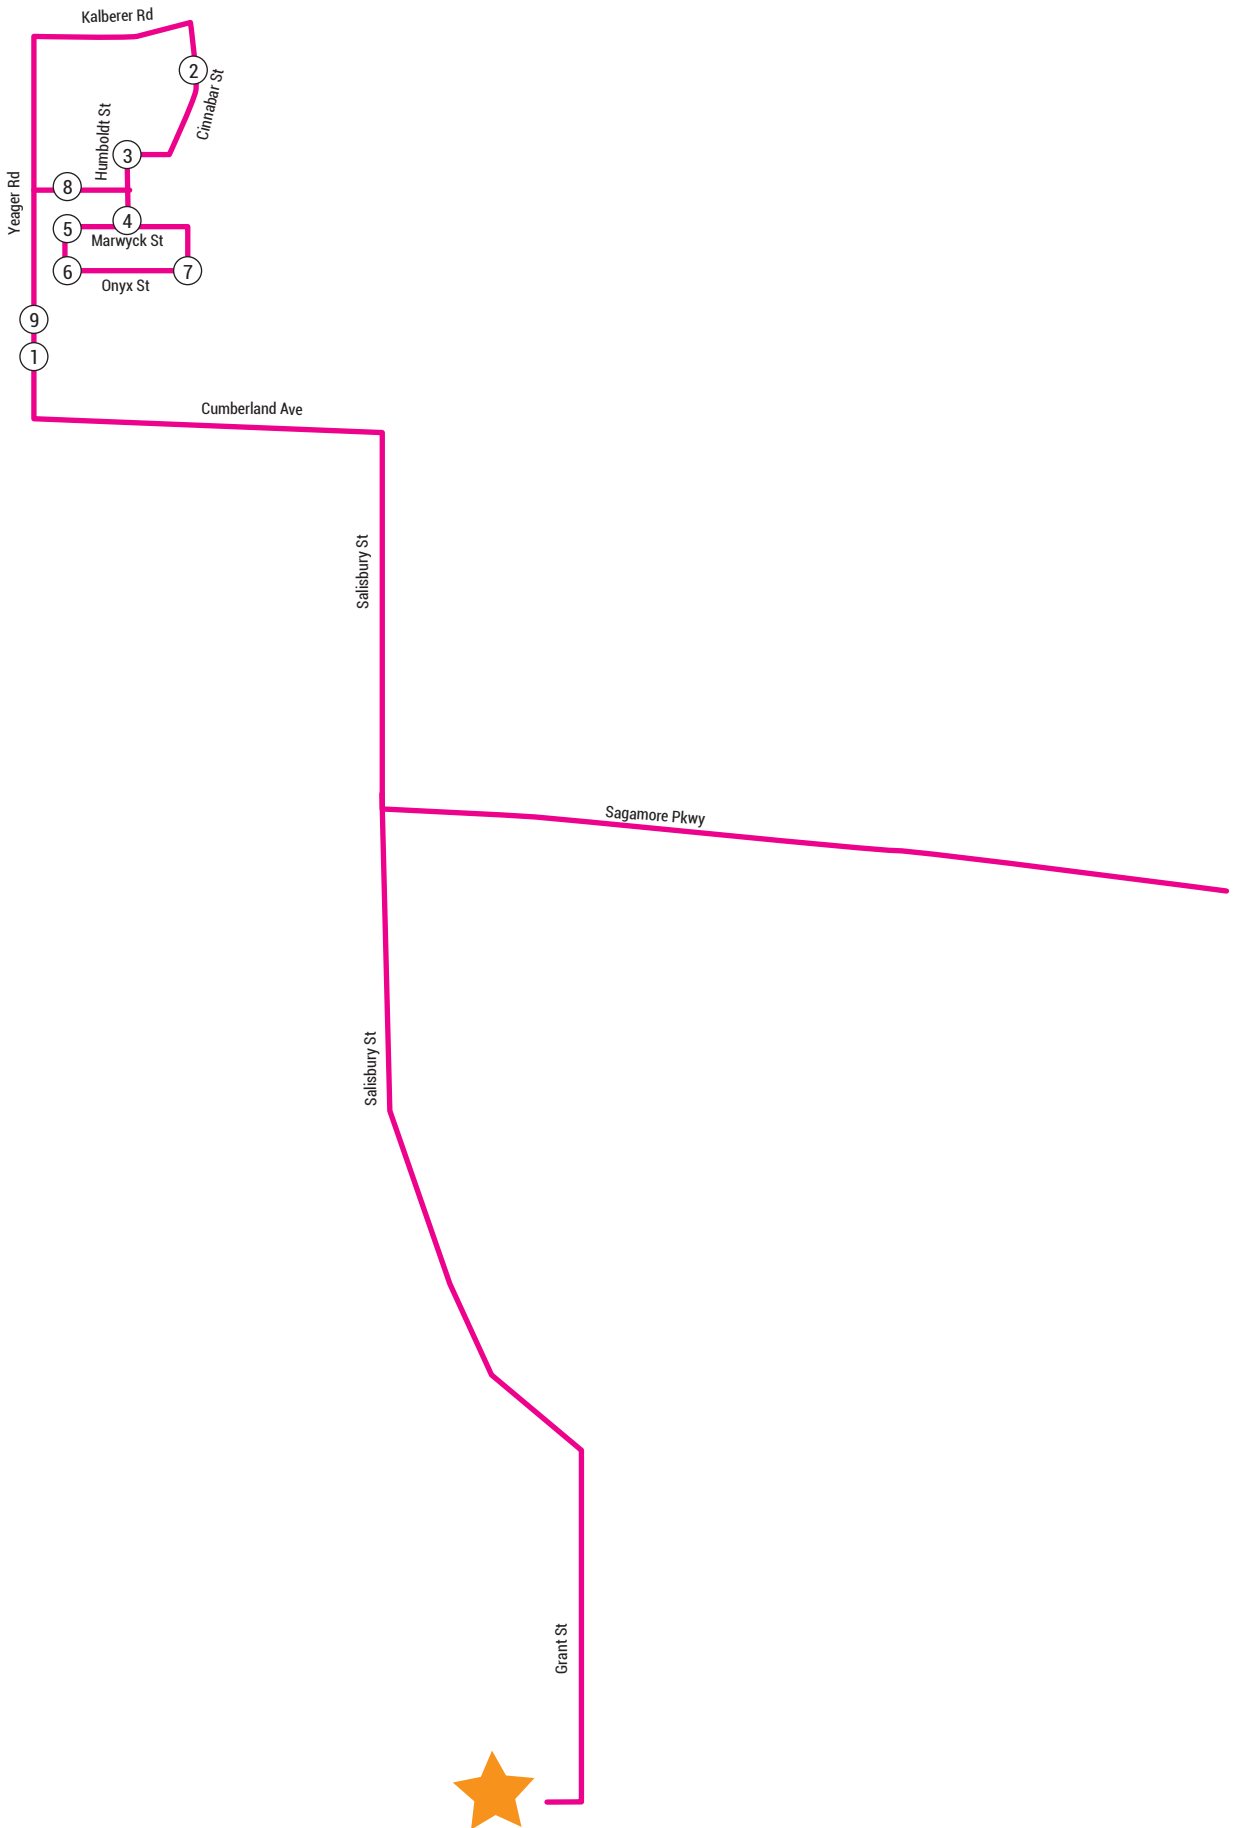 Kalberer Rd
2
Cinnabar St
Humboldt St
3
8
Yeager Rd
4
5
Marwyck St
6
7
Onyx St
9
1
Cumberland Ave
Salisbury St
Sagamore Pkwy
Salisbury St
Grant St